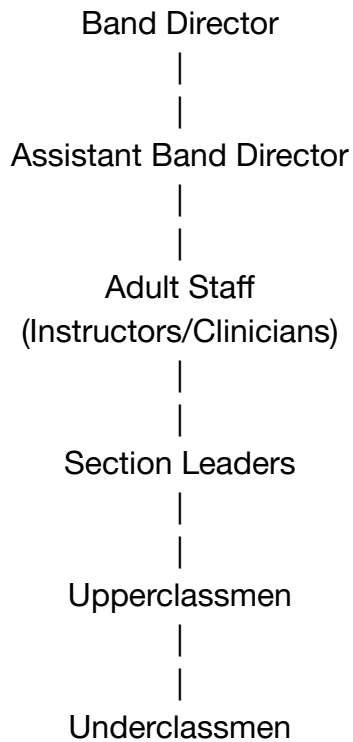 Band Director
|
|
Assistant Band Director
|
|
Adult Staff
(Instructors/Clinicians)
|
|
Section Leaders
|
|
Upperclassmen
|
|
Underclassmen